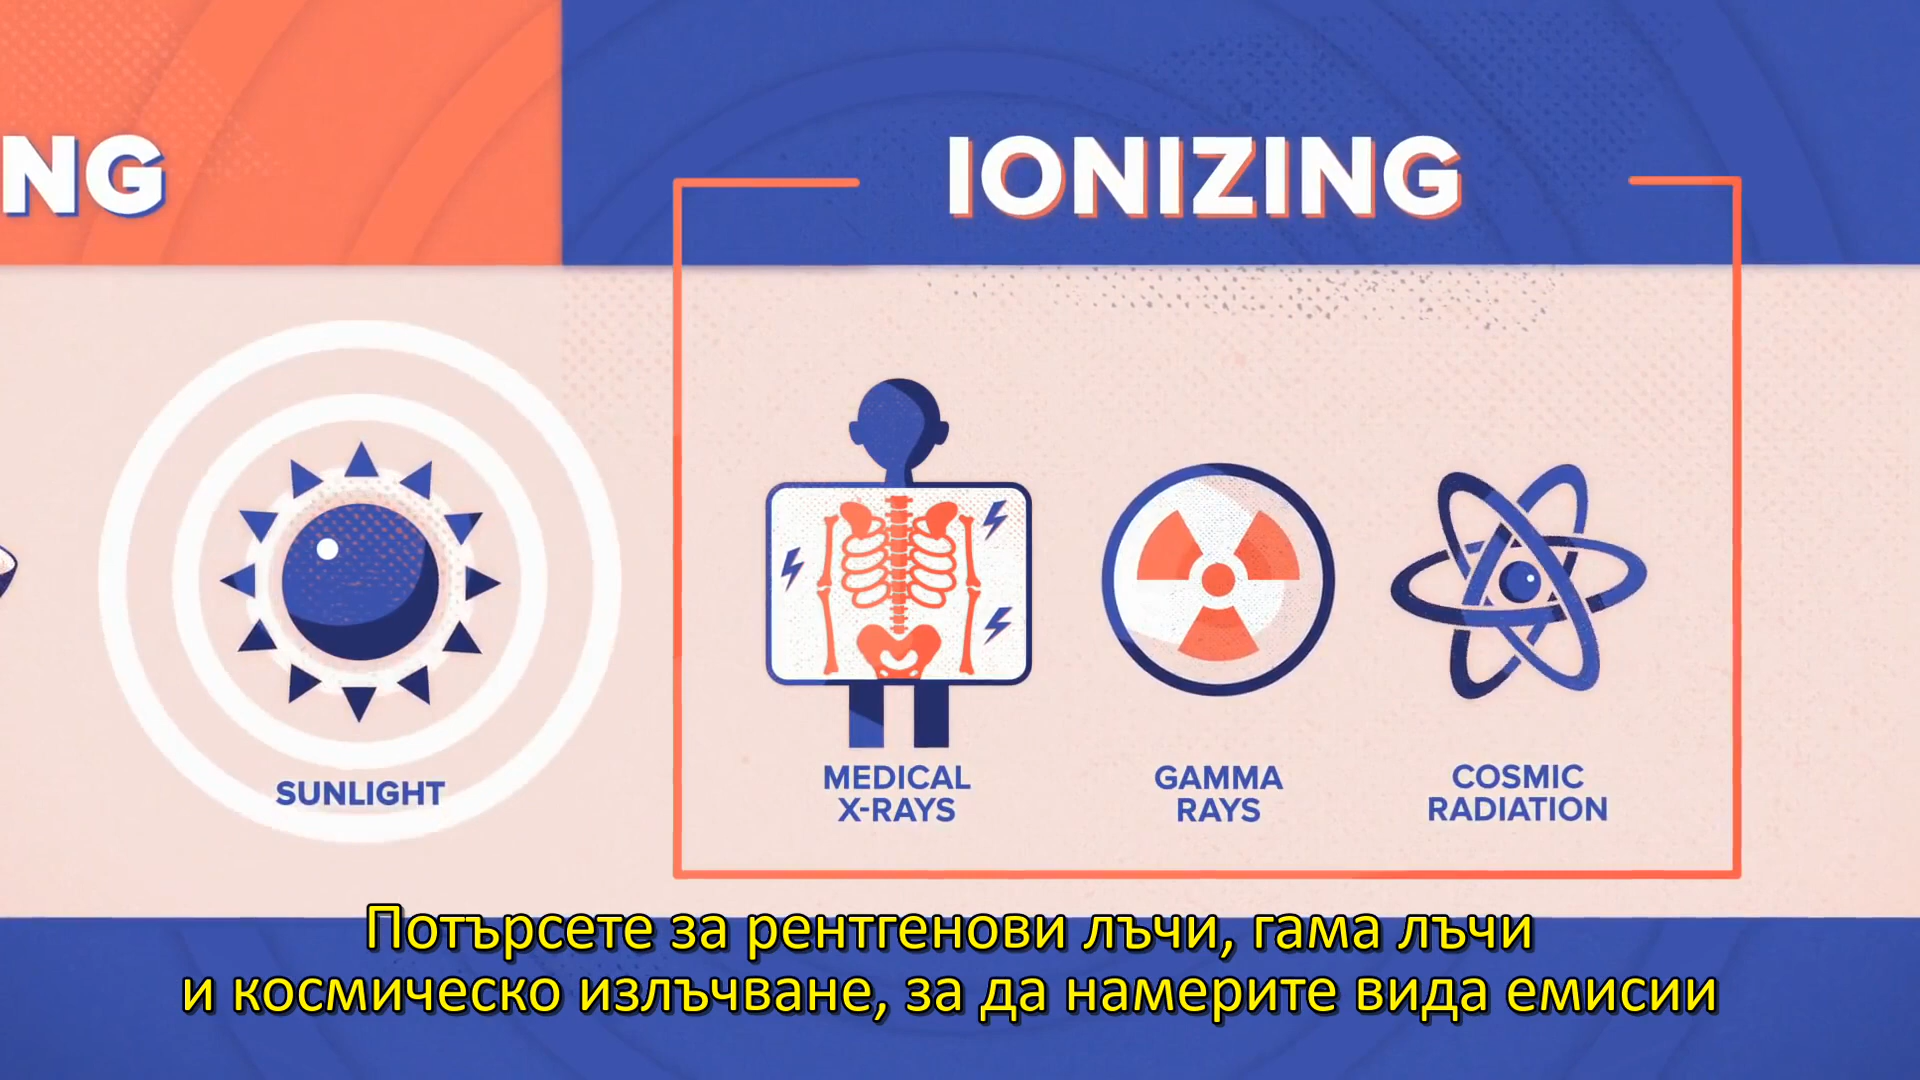 NG
IONIZING
SUNLIGHT
MEDICAL
X-RAYS
GAMMA
RAYS
COSMIC
RADIATION
Потърсете за рентгенови лъчи, гама лъчи
и космическо излъчване, за да намерите вида емисии